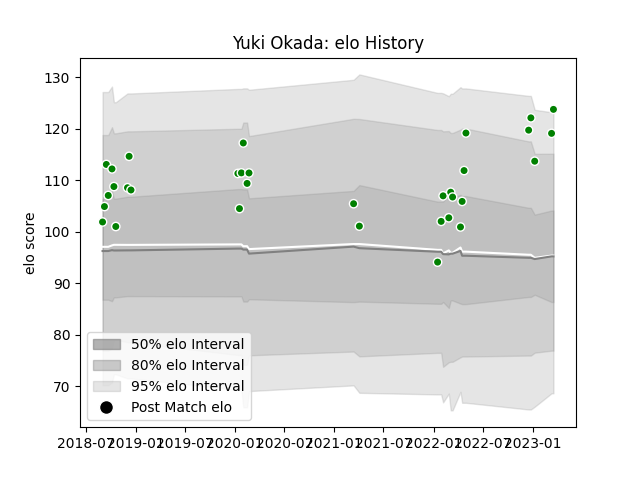 Yuki Okada: elo History
elo score
130
120
110
100
90
80
70
50% elo Interval
80% elo Interval
95% elo Interval
Post Match elo
2018-07 2019-01 2019-07 2020-01 2020-07 2021-01 2021-07 2022-01 2022-07 2023-01